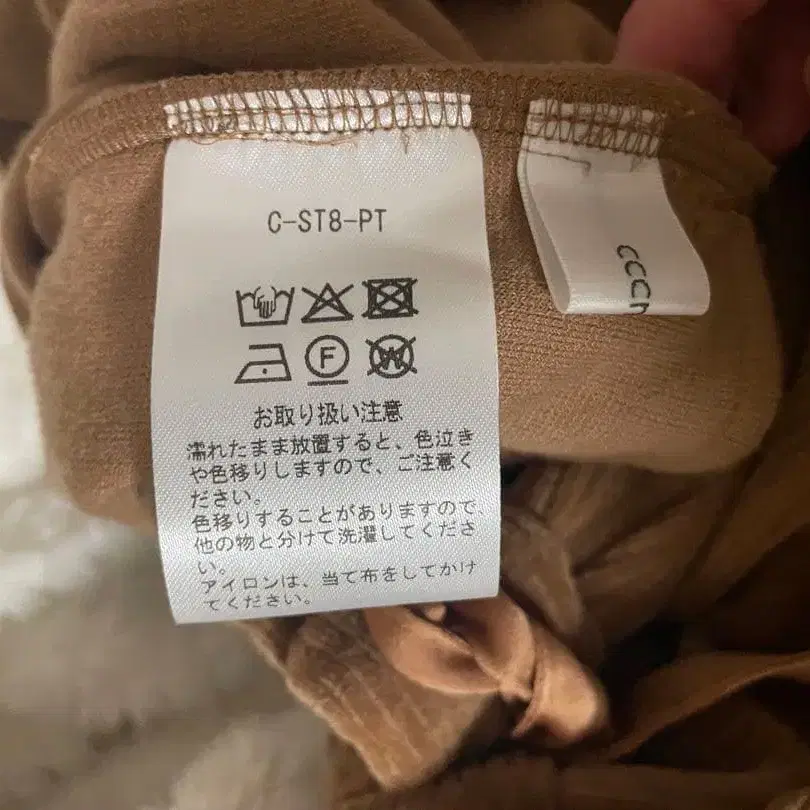 C-ST8-PT
F
W
お取り扱い注意
濡れたまま放置すると、色泣き
や色移りしますので、ご注意く
ださい。
色移りすることがありますので、
他の物と分けて洗濯してくださ
い。
アイロンは、当て布をしてかけ
てください。